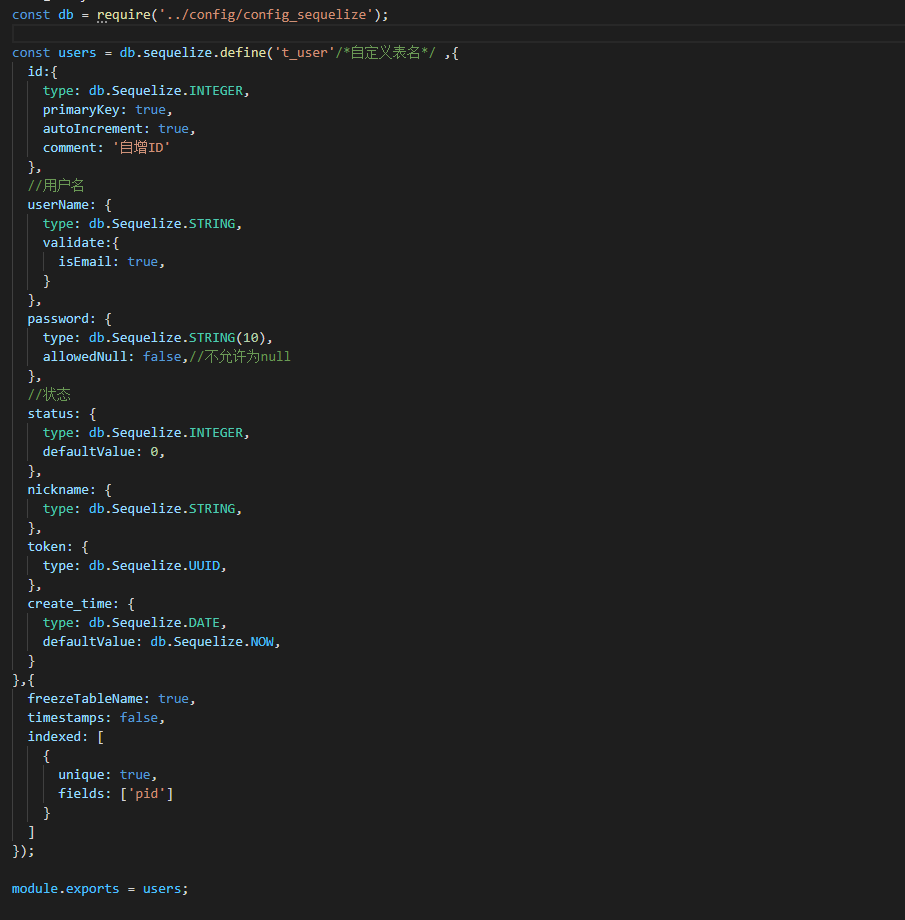 const db = require('../config/config_sequelize');
const users = db.sequelize.define('t_user'/*自定义表名*/ ,{
id:{
type: db.Sequelize.INTEGER,
primaryKey: true,
autoIncrement: true,
comment: '自增ID'
},
//用户名
userName: {
type: db.Sequelize.STRING,
validate:{
isEmail: true,
}
},
password: {
type: db.Sequelize.STRING(10),
allowedNull: false,//不允许为null
},
//状态
status: {
type: db.Sequelize.INTEGER,
defaultValue: 0,
},
nickname: {
type: db.Sequelize.STRING,
},
token: {
type: db.Sequelize.UUID,
},
create_time: {
type: db.Sequelize.DATE,
defaultValue: db.Sequelize.NOW,
}
},{
freezeTableName: true,
timestamps: false,
indexed: [
{
unique: true,
fields: ['pid']
}
]
});
module.exports = users;